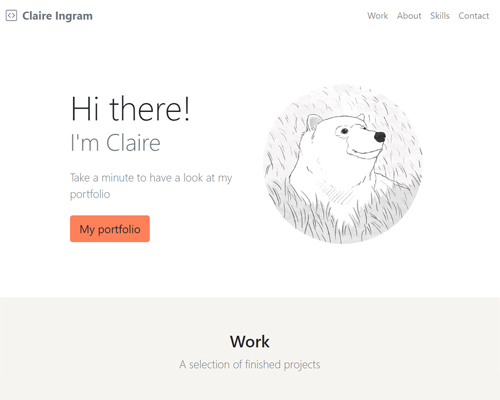 Claire Ingram
Work About Skills Contact
Hi there!
I'm Claire
Take a minute to have a look at my
portfolio
My portfolio
Work
A selection of finished projects